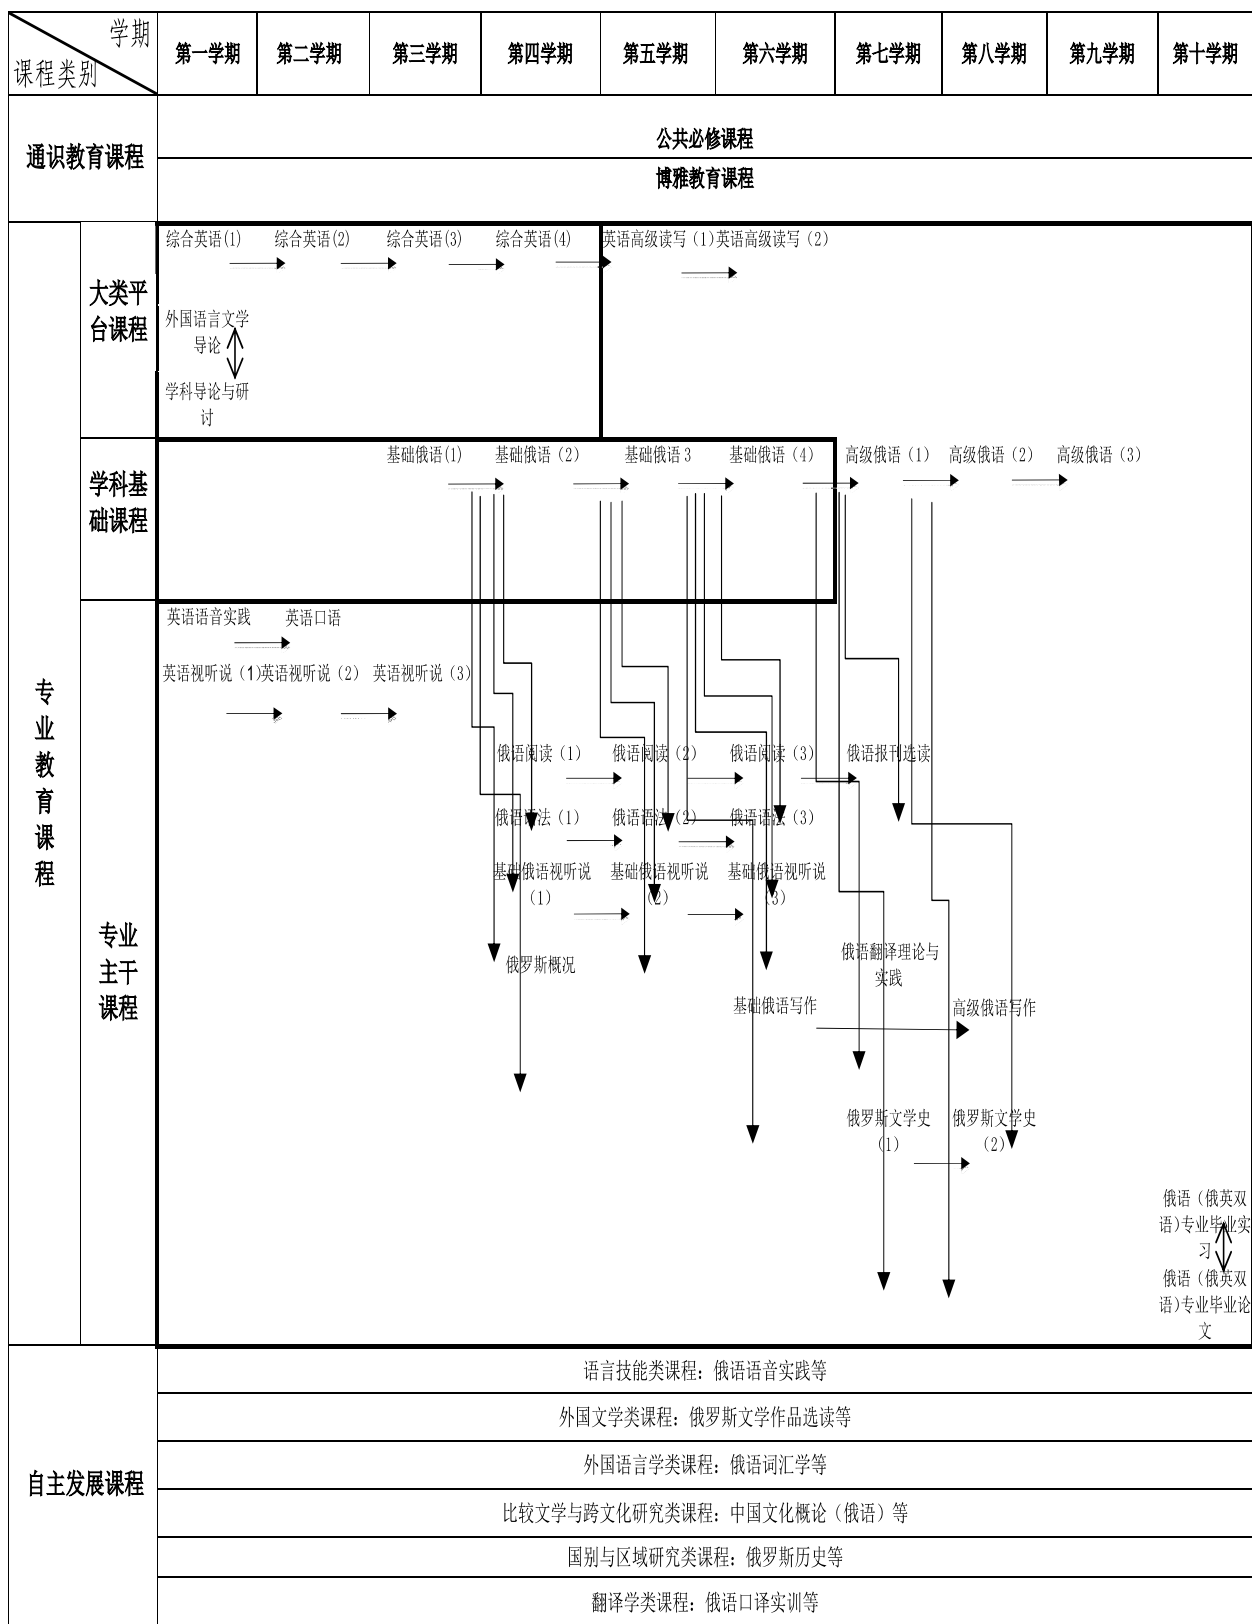 学期
课程类别
第一学期 第二学期 第三学期 第四学期 第五学期 第六学期 第七学期 第八学期 第九学期 第十学期
通识教育课程
公共必修课程
博雅教育课程
专业教育课程
大类平
台课程
综合英语(1) 综合英语(2) 综合英语(3) 综合英语(4) 英语高级读写（1） 英语高级读写（2）
外国语言文学
导论
学科导论与研
讨
学科基
础课程
基础俄语(1) 基础俄语（2） 基础俄语 3 基础俄语（4） 高级俄语（1） 高级俄语（2） 高级俄语（3）
专业
主干
课程
英语语音实践 英语口语
英语视听说（1） 英语视听说（2） 英语视听说（3）
俄语阅读（1） 俄语阅读（2） 俄语阅读（3） 俄语报刊选读
俄语语法（1） 俄语语法（2） 俄语语法（3）
基础俄语视听说 基础俄语视听说 基础俄语视听说
（1） （2） （3）
俄罗斯概况
俄语翻译理论与
实践
基础俄语写作 高级俄语写作
俄罗斯文学史 俄罗斯文学史
（1） （2）
俄语（俄英双
语）专业毕业实
习
俄语（俄英双
语）专业毕业论
文
自主发展课程
语言技能类课程：俄语语音实践等
外国文学类课程：俄罗斯文学作品选读等
外国语言学类课程：俄语词汇学等
比较文学与跨文化研究类课程：中国文化概论（俄语）等
国别与区域研究类课程：俄罗斯历史等
翻译学类课程：俄语口译实训等